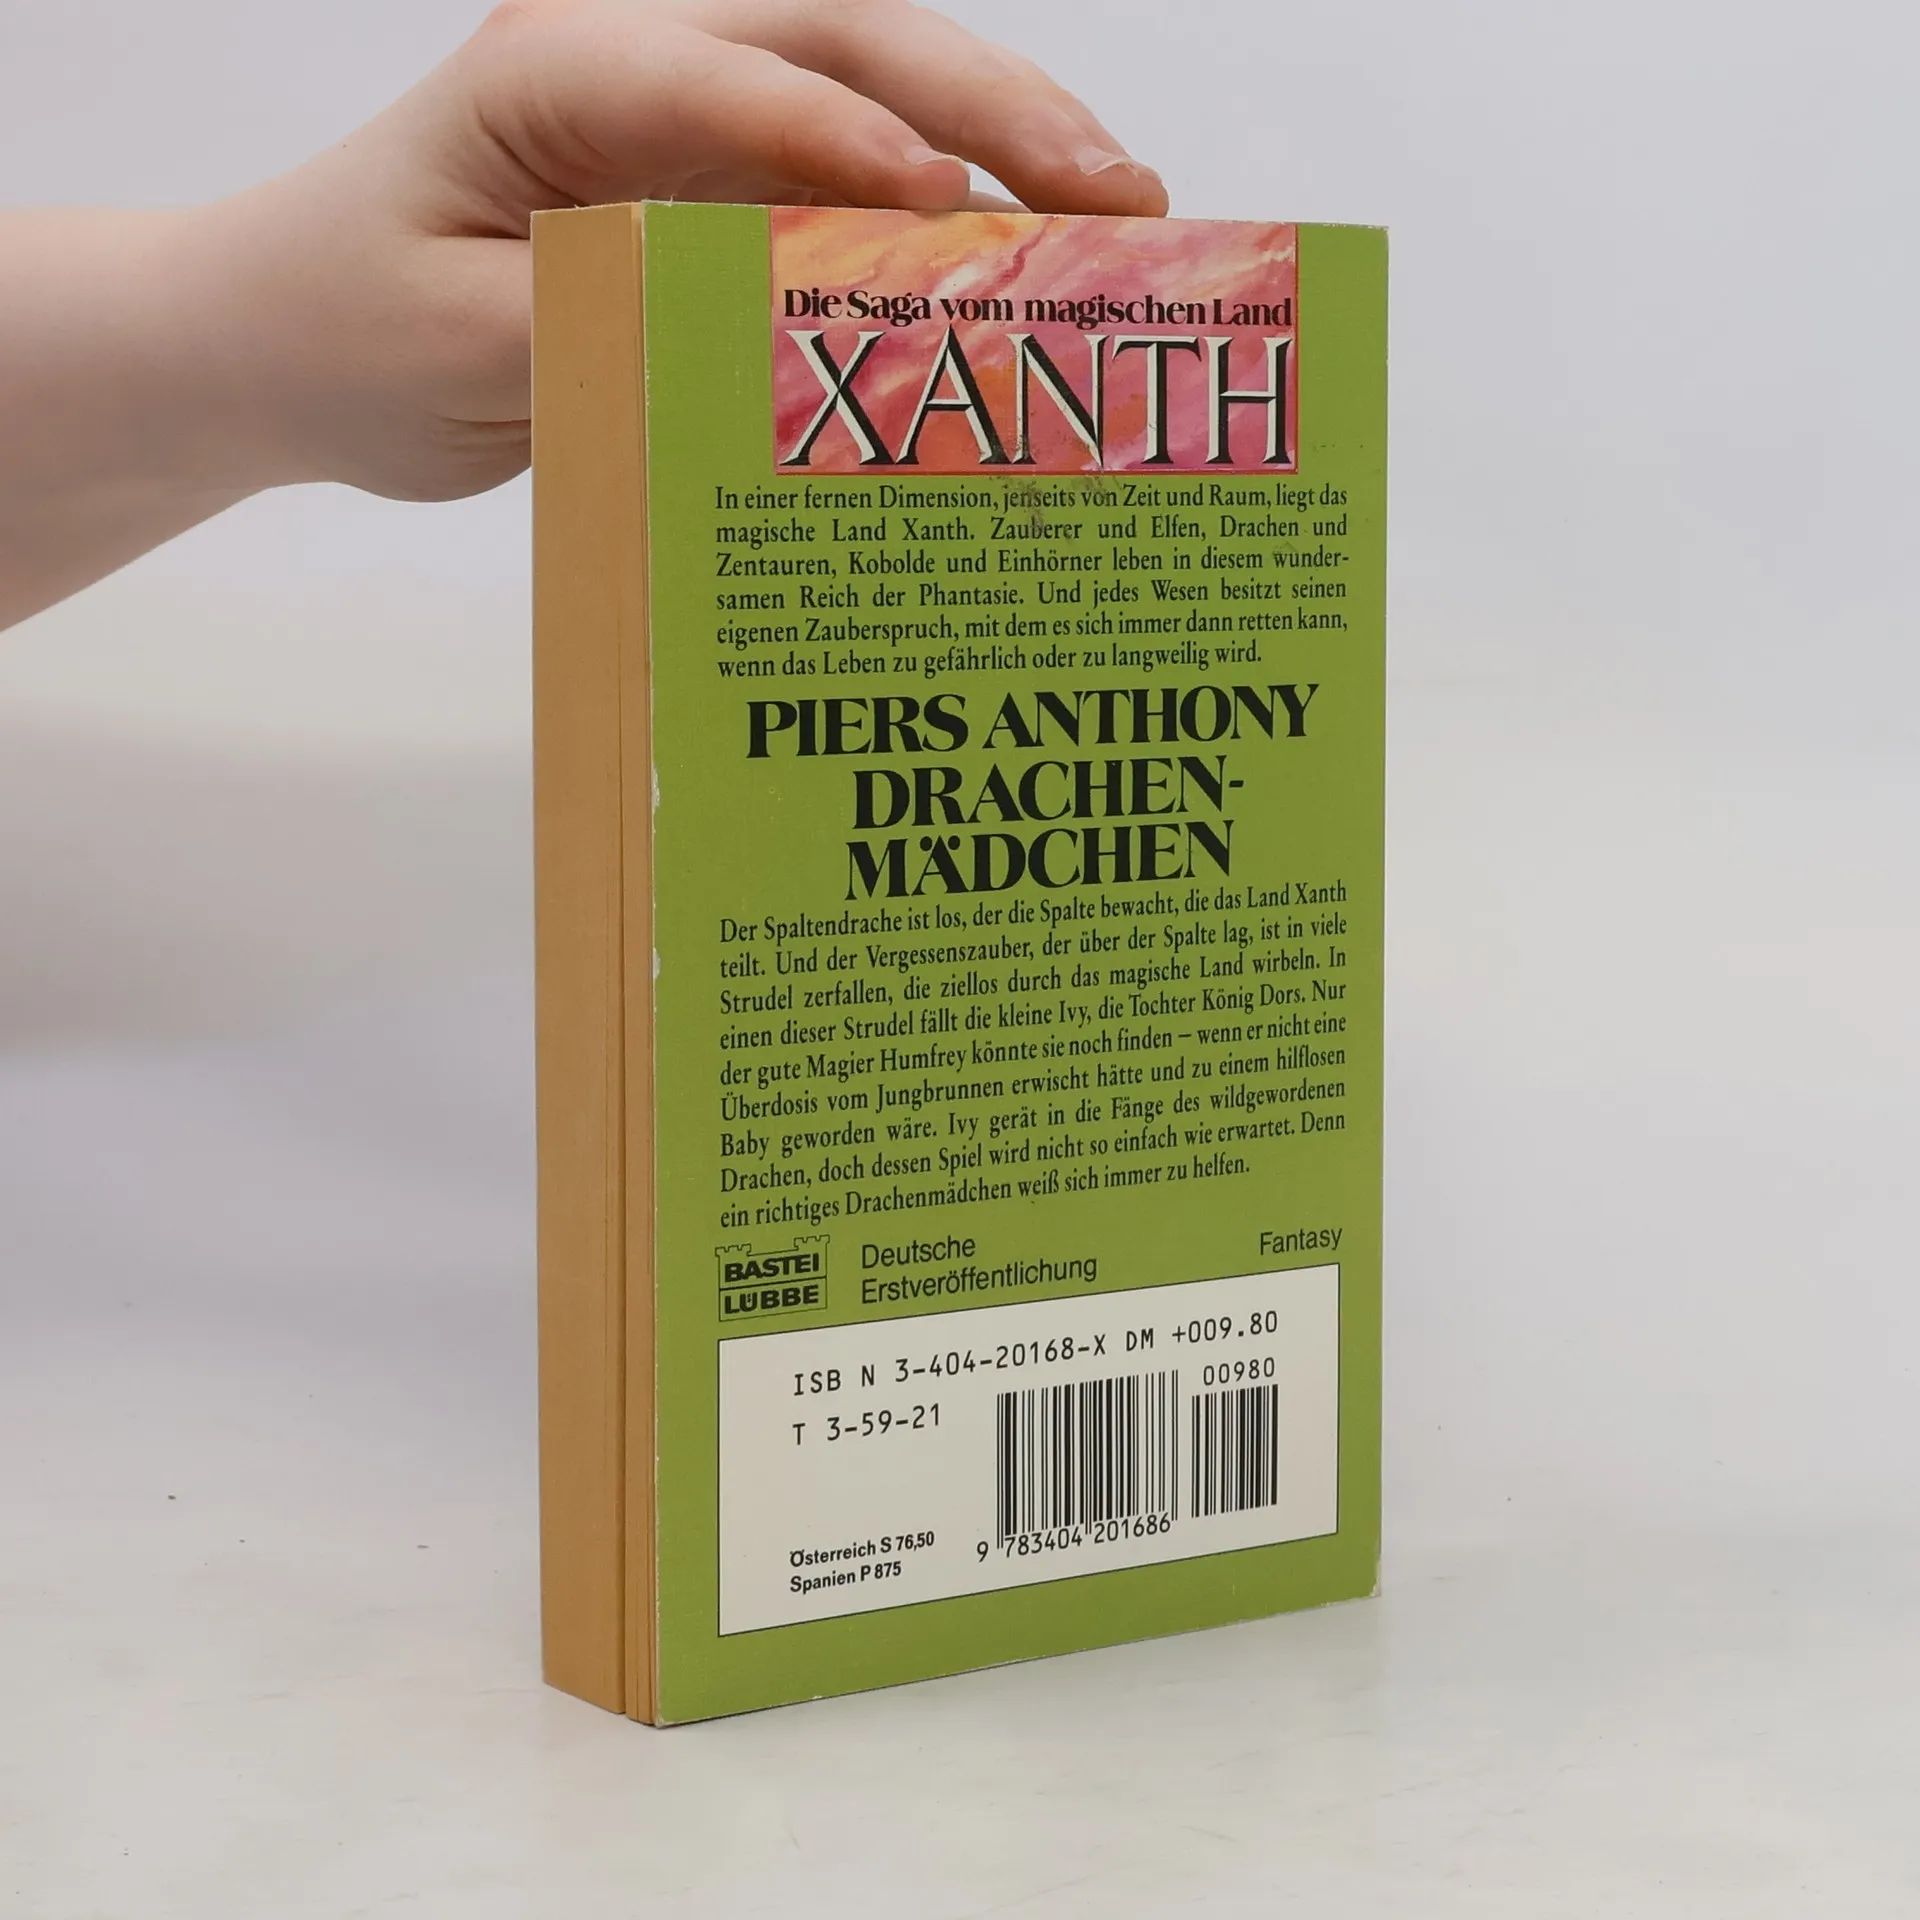 Die Saga vom magischen Land
XANTH
In einer fernen Dimension, jenseits von Zeit und Raum, liegt das
magische Land Xanth. Zauberer und Elfen, Drachen und
Zentauren, Kobolde und Einhörner leben in diesem wunder-
samen Reich der Phantasie. Und jedes Wesen besitzt seinen
eigenen Zauberspruch, mit dem es sich immer dann retten kann,
wenn das Leben zu gefährlich oder zu langweilig wird.
PIERS ANTHONY
DRACHEN-
MÄDCHEN
Der Spaltendrache ist los, der die Spalte bewacht, die das Land Xanth
teilt. Und der Vergessenszauber, der über der Spalte lag, ist in viele
Strudel zerfallen, die ziellos durch das magische Land wirbeln. In
einen dieser Strudel fällt die kleine Ivy, die Tochter König Dors. Nur
der gute Magier Humfrey könnte sie noch finden – wenn er nicht eine
Überdosis vom Jungbrunnen erwischt hätte und zu einem hilflosen
Baby geworden wäre. Ivy gerät in die Fänge des wildgewordenen
Drachen, doch dessen Spiel wird nicht so einfach wie erwartet. Denn
ein richtiges Drachenmädchen weiß sich immer zu helfen.
BASTEI
LÜBBE
Deutsche
Erstveröffentlichung
Fantasy
ISB N 3-404-20168-X DM +009.80
T 3-59-21
00980
Österreich S 76,50
Spanien P 875
9 783404 201686